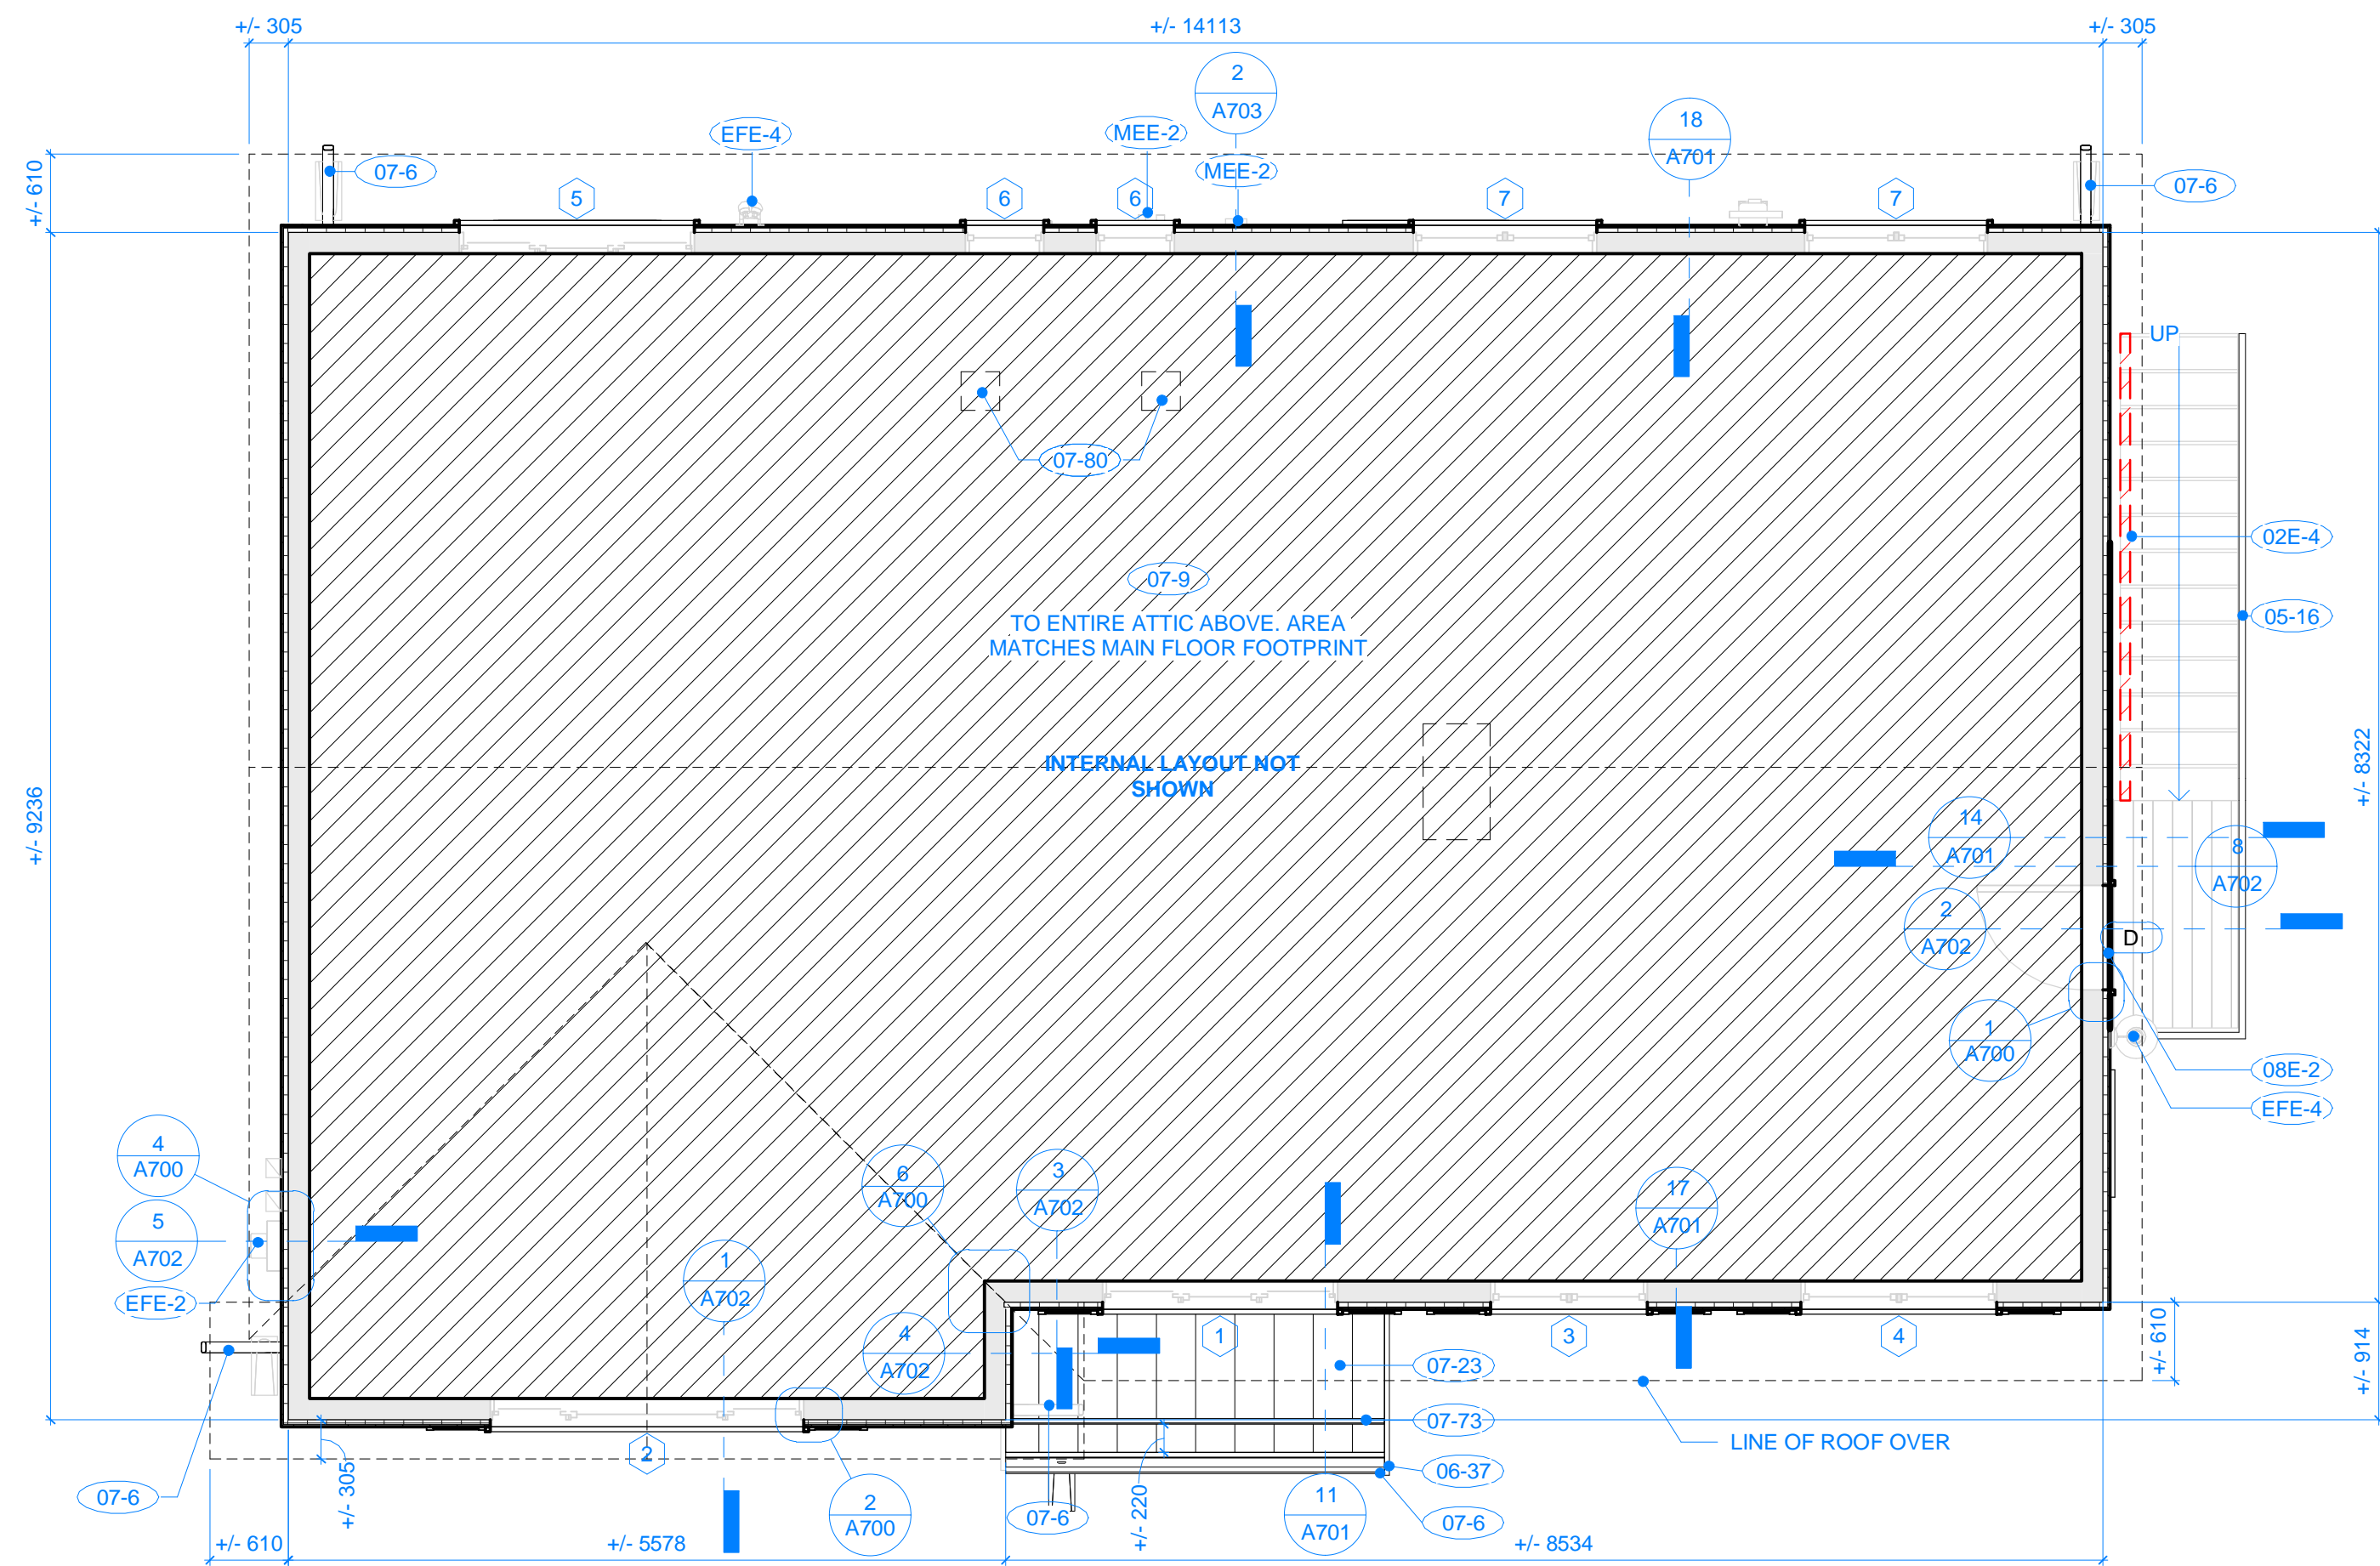 +/- 305
+/- 14113
+/- 305
2
A703
18
A701
EFE-4
MEE-2
MEE-2
07-6
07-6
+/- 610
5
6
6
7
7
UP
07-80
02E-4
07-9
05-16
TO ENTIRE ATTIC ABOVE. AREA
MATCHES MAIN FLOOR FOOTPRINT
INTERNAL LAYOUT NOT
SHOWN
+/- 9236
+/- 8322
14
A701
8
A702
2
A702
D
1
A700
08E-2
EFE-4
4
A700
6
A700
3
A702
17
A701
5
A702
1
A702
EFE-2
4
A702
1
3
4
+/- 610
+/- 914
07-23
07-73
LINE OF ROOF OVER
2
06-37
07-6
+/- 305
2
A700
07-6
+/- 220
11
A701
07-6
+/- 610
+/- 5578
+/- 8534